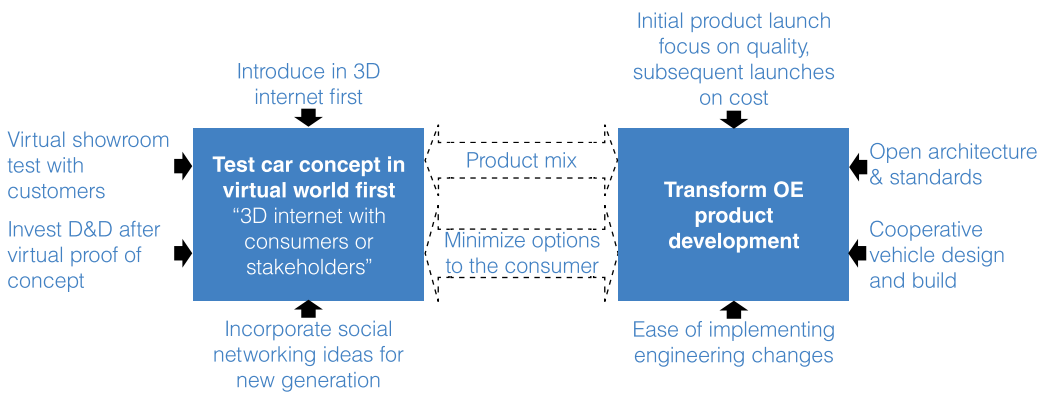 Introduce in 3D
internet first
Virtual showroom
test with
customers
Invest D&D after
virtual proof of
concept
Test car concept in
virtual world first
“3D internet with
consumers or
stakeholders”
Incorporate social
networking ideas for
new generation
Product mix
Minimize options
to the consumer
Initial product launch
focus on quality,
subsequent launches
on cost
Transform OE
product
development
Open architecture
& standards
Cooperative
vehicle design
and build
Ease of implementing
engineering changes